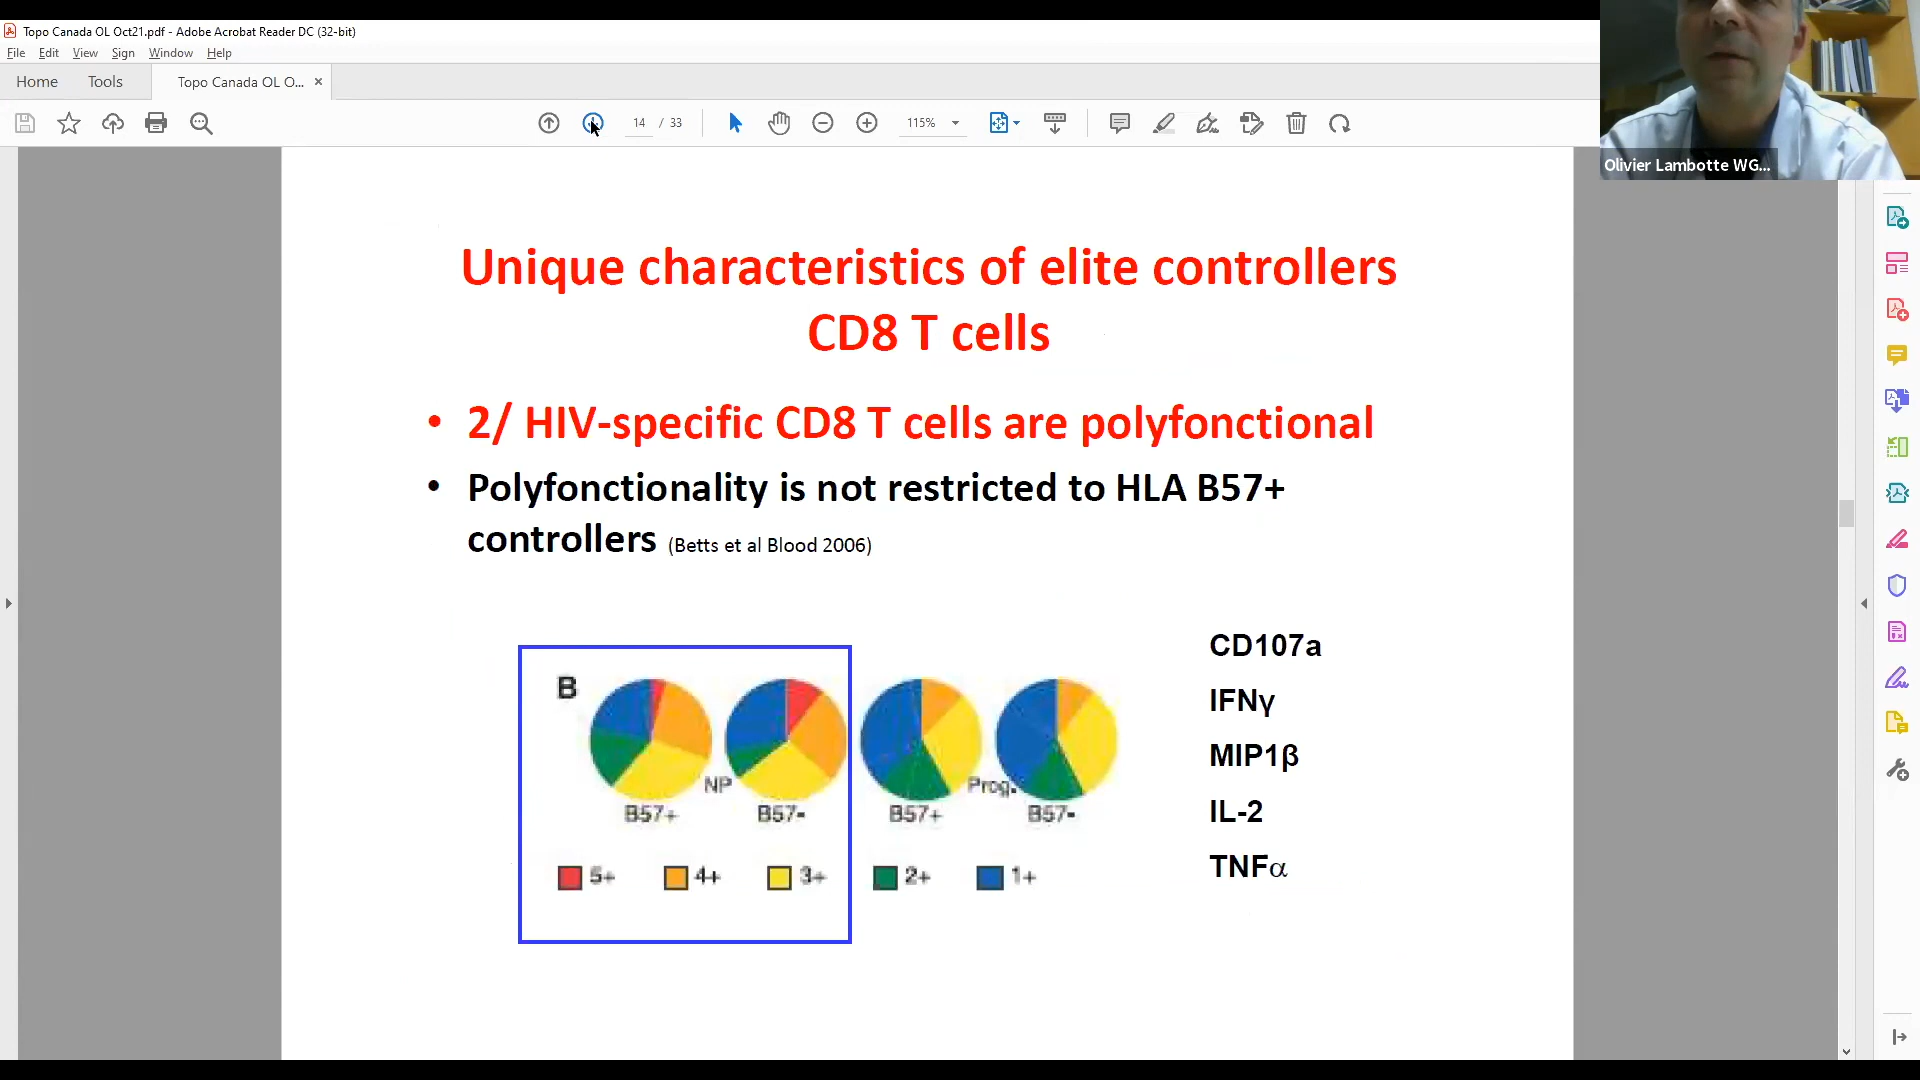 Topo Canada OL Oct21.pdf - Adobe Acrobat Reader DC (32-bit)
File Edit View Sign Window Help
Home Tools Topo Canada OL O... ×
14 / 33 115%
Olivier Lambotte WG...
Unique characteristics of elite controllers
CD8 T cells
• 2/ HIV-specific CD8 T cells are polyfonctional
• Polyfonctionality is not restricted to HLA B57+
controllers (Betts et al Blood 2006)
CD107a
IFNγ
MIP1β
IL-2
TNFα
B
NP Prog.
B57+ B57- B57+ B57-
5+ 4+ 3+ 2+ 1+